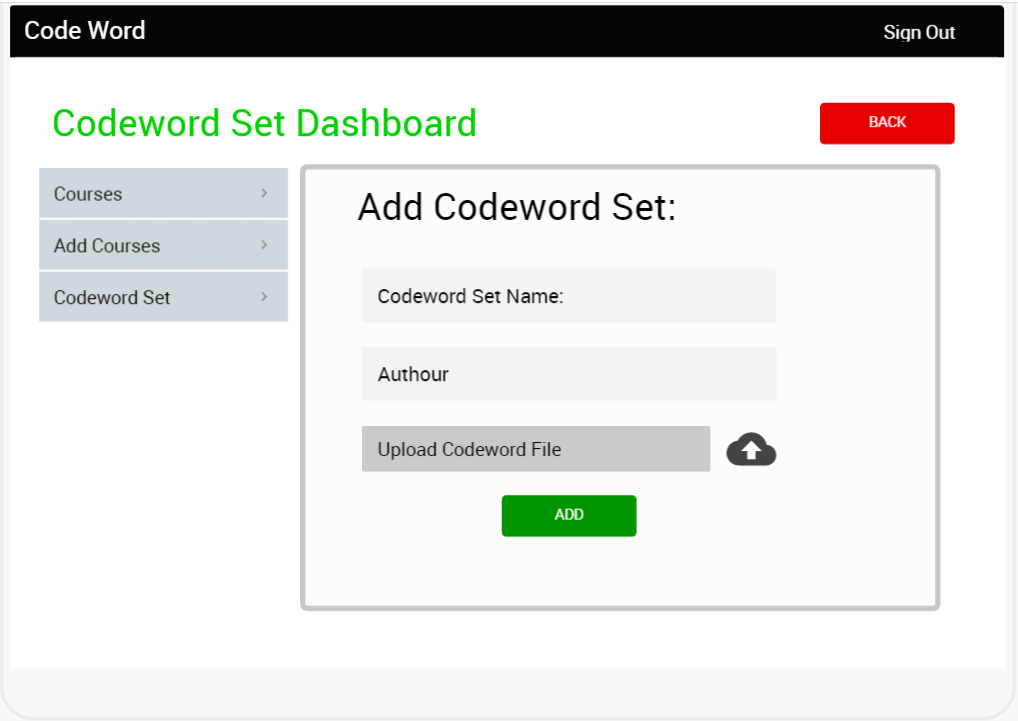 Code Word
Sign Out
Codeword Set Dashboard
BACK
Courses
Add Courses
Codeword Set
Add Codeword Set:
Codeword Set Name:
Authour
Upload Codeword File
ADD